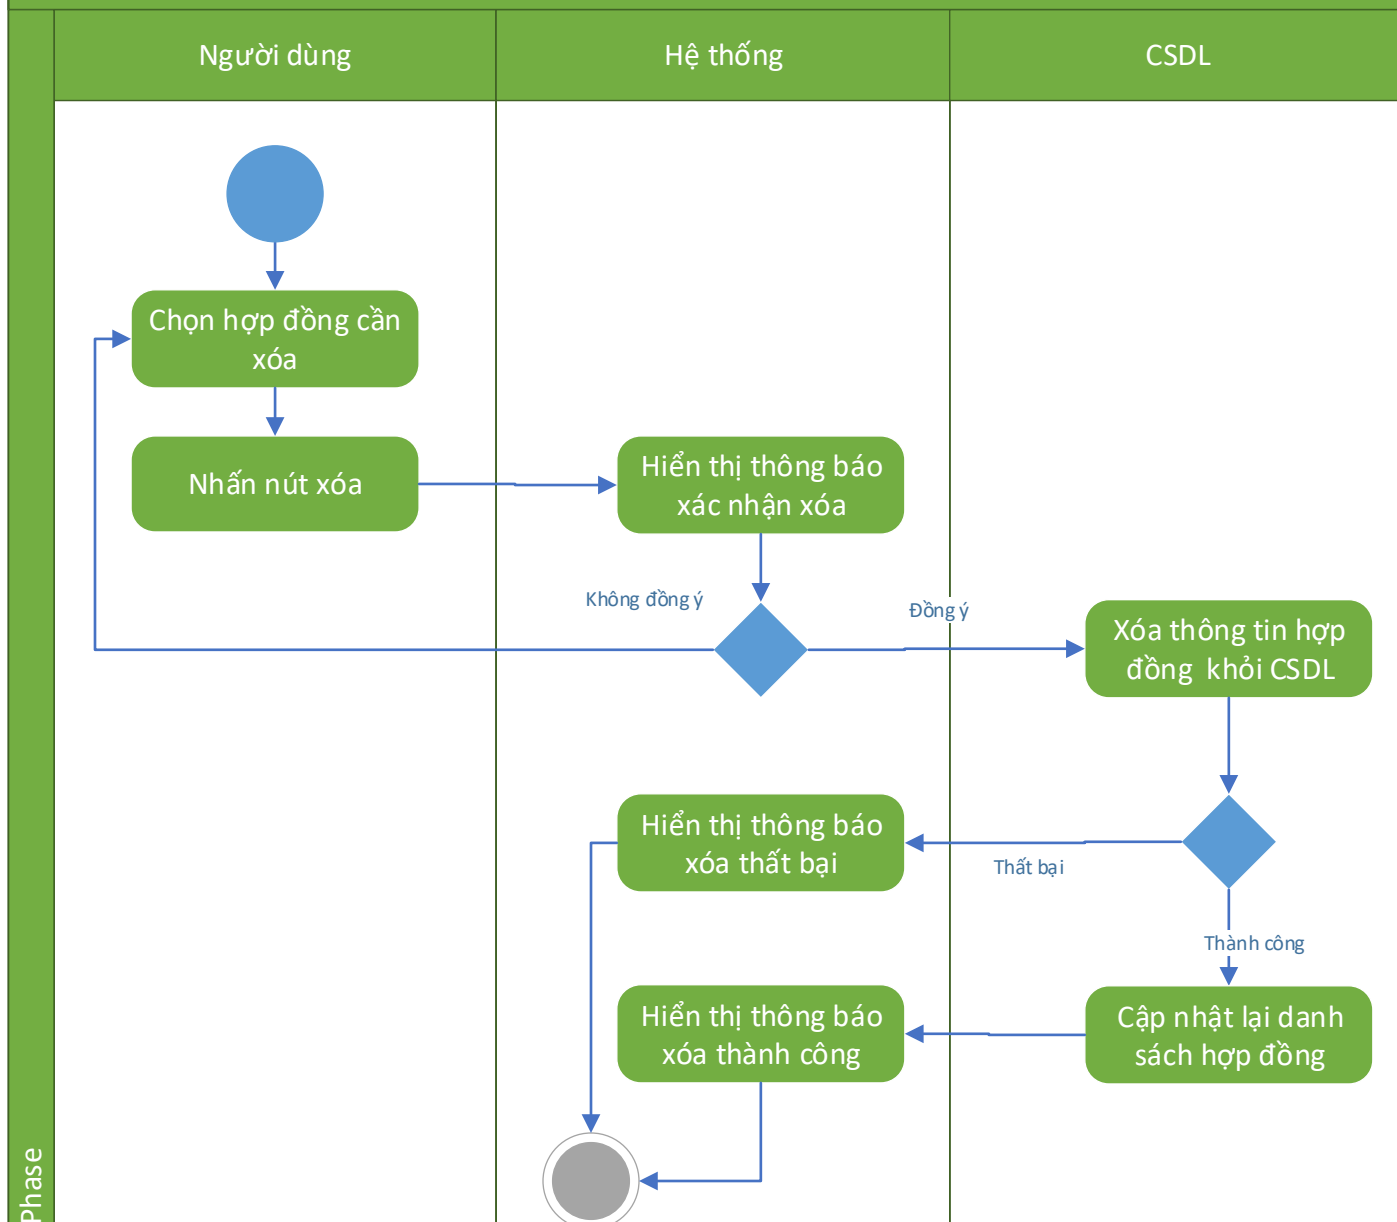 Người dùng
Hệ thống
CSDL
Chọn hợp đồng cần
xóa
Nhấn nút xóa
Hiển thị thông báo
xác nhận xóa
Không đồng ý
Đồng ý
Xóa thông tin hợp
đồng khỏi CSDL
Hiển thị thông báo
xóa thất bại
Thất bại
Thành công
Hiển thị thông báo
xóa thành công
Cập nhật lại danh
sách hợp đồng
Phase